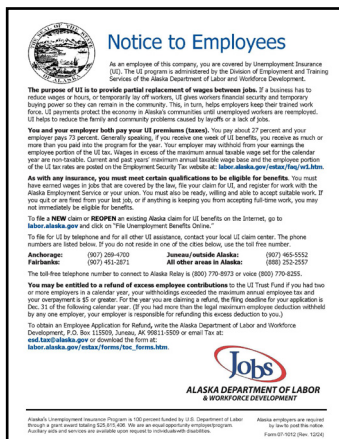 Notice to Employees
As an employee of this company, you are covered by Unemployment Insurance
(UI). The UI program is administered by the Division of Employment and Training
Services of the Alaska Department of Labor and Workforce Development.
The purpose of UI is to provide partial replacement of wages between jobs. If a business has to
reduce wages or hours, or temporarily lay off workers, UI gives workers financial security and temporary
buying power so they can remain in the community. This, in turn, helps employers keep their trained work
force. UI payments protect the economy in Alaska's communities until unemployed workers are reemployed.
UI helps to reduce the family and community problems caused by layoffs or a lack of jobs.
You and your employer both pay your UI premiums (taxes). You pay about 27 percent and your
employer pays 73 percent. Generally speaking, if you receive one week of UI benefits, you receive as much or
more than you paid into the program for the year. Your employer may withhold from your earnings the
employee portion of the UI tax. Wages in excess of the maximum annual taxable wage set for the calendar
year are non-taxable. Current and past years' maximum annual taxable wage base and the employee portion
of the UI tax rates are posted on the Employment Security Tax website at: labor.alaska.gov/estax/faq/w1.htm.
As with any insurance, you must meet certain qualifications to be eligible for benefits. You must
have earned wages in jobs that are covered by the law, file your claim for UI, and register for work with the
Alaska Employment Service or your union. You must also be ready, willing and able to accept suitable work. If
you quit or are fired from your last job, or if anything is keeping you from accepting full-time work, you may
not immediately be eligible for benefits.
To file a NEW claim or REOPEN an existing Alaska claim for UI benefits on the Internet, go to
labor.alaska.gov and click on "File Unemployment Benefits Online."
To file for UI by telephone and for all other UI assistance, contact your local UI claim center. The phone
numbers are listed below. If you do not reside in one of the cities below, use the toll free number.
Anchorage: (907) 269-4700 Juneau/outside Alaska: (907) 465-5552
Fairbanks: (907) 451-2871 All other areas in Alaska: (888) 252-2557
The toll-free telephone number to connect to Alaska Relay is (800) 770-8973 or voice (800) 770-8255.
You may be entitled to a refund of excess employee contributions to the UI Trust Fund if you had two
or more employers in a calendar year, your withholdings exceeded the maximum annual employee tax and
your overpayment is $5 or greater. For the year you are claiming a refund, the filing deadline for your application is
Dec. 31 of the following calendar year. (If you had more than the legal maximum employee deduction withheld
by any one employer, your employer is responsible for refunding this excess deduction to you.)
To obtain an Employee Application for Refund, write the Alaska Department of Labor and Workforce
Development, P.O. Box 115509, Juneau, AK 99811-5509 or email Tax at:
esd.tax@alaska.gov or download the form at:
labor.alaska.gov/estax/forms/toc_forms.htm.
Jobs
ALASKA DEPARTMENT OF LABOR
& WORKFORCE DEVELOPMENT
Alaska's Unemployment Insurance Program is 100 percent funded by U.S. Department of Labor
through a grant totaling $25,615,408. We are an equal opportunity employer/program.
Auxiliary aids and services are available upon request to individuals with disabilities.
Alaska employers are required
by law to post this notice.
Form 07-1012 (Rev. 12/24)